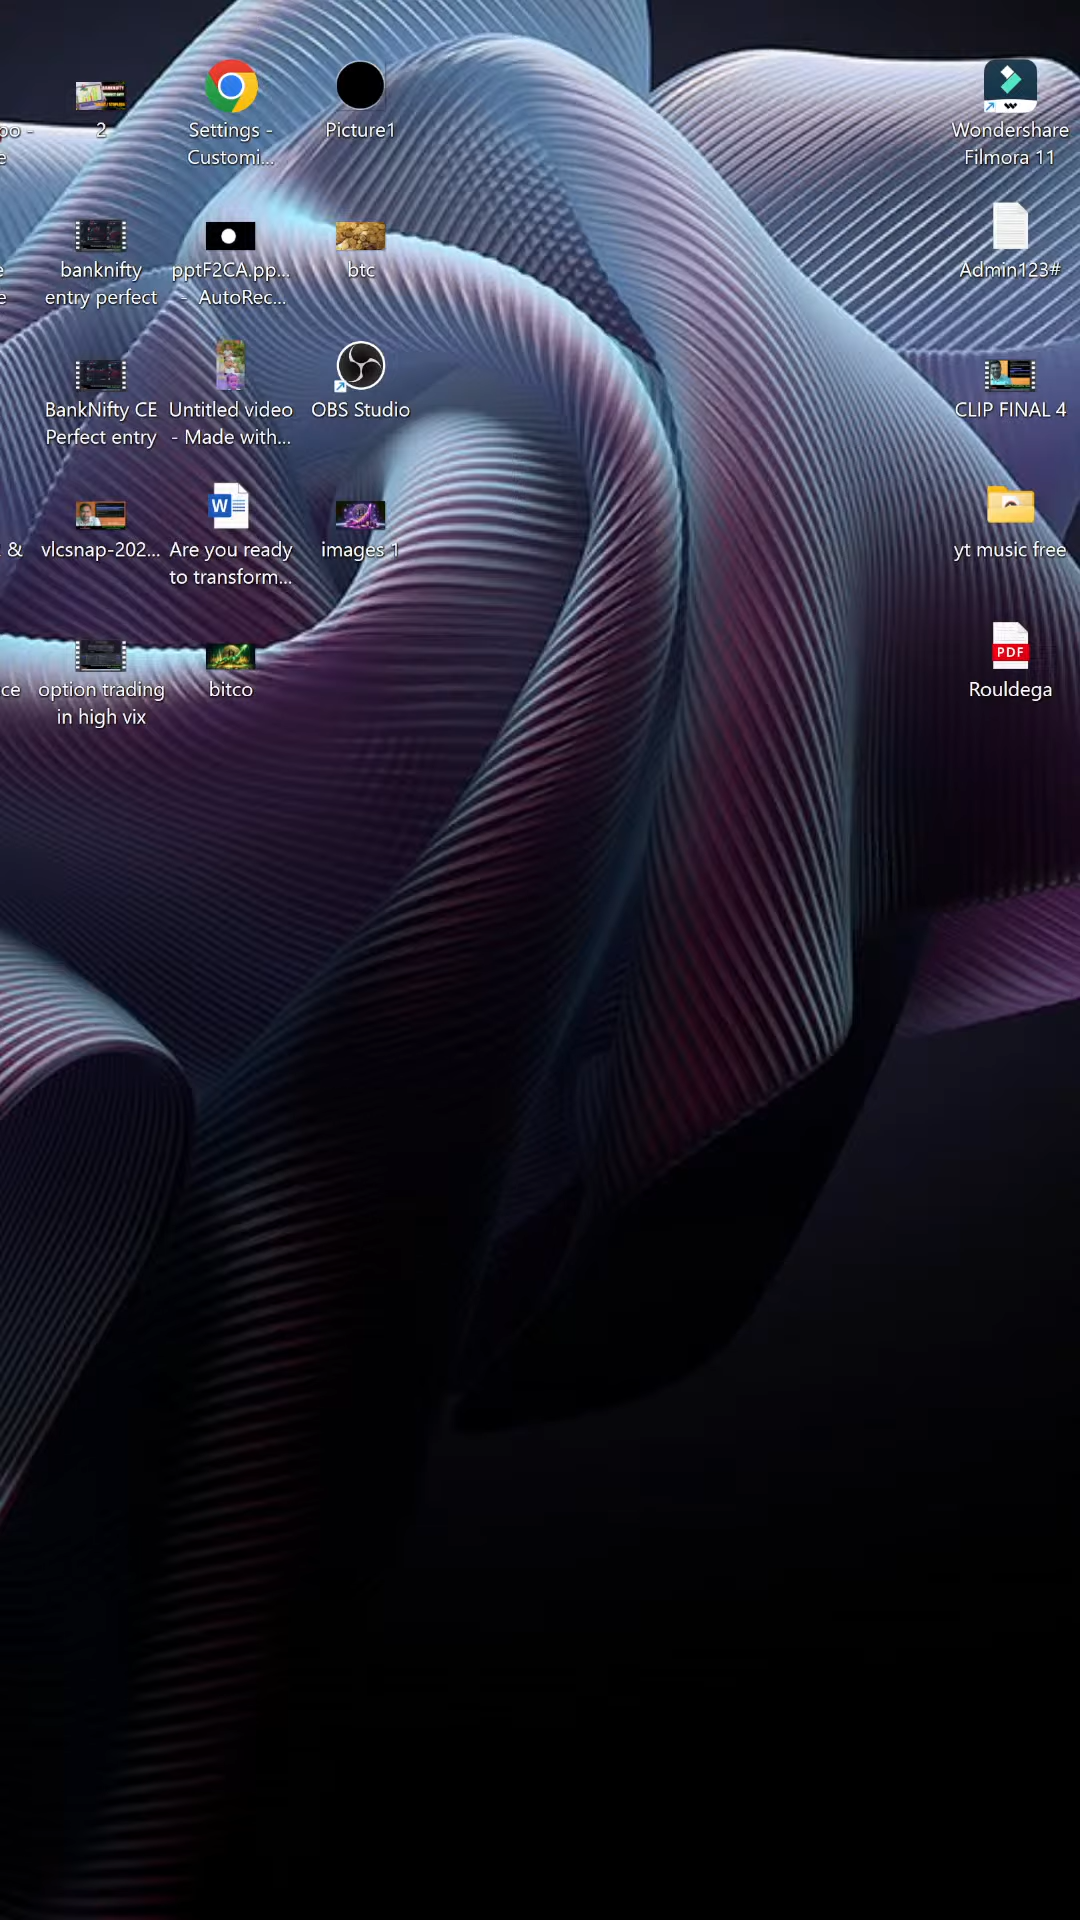 po -
e
2
Settings -
Customi...
Picture1
Wondershare
Filmora 11
e
e
banknifty
entry perfect
pptF2CA.pp...
- AutoRec...
btc
Admin123#
BankNifty CE
Perfect entry
Untitled video
- Made with...
OBS Studio
CLIP FINAL 4
&
vlcsnap-202...
W
Are you ready
to transform...
images 1
yt music free
ce
option trading
in high vix
bitco
PDF
Rouldega